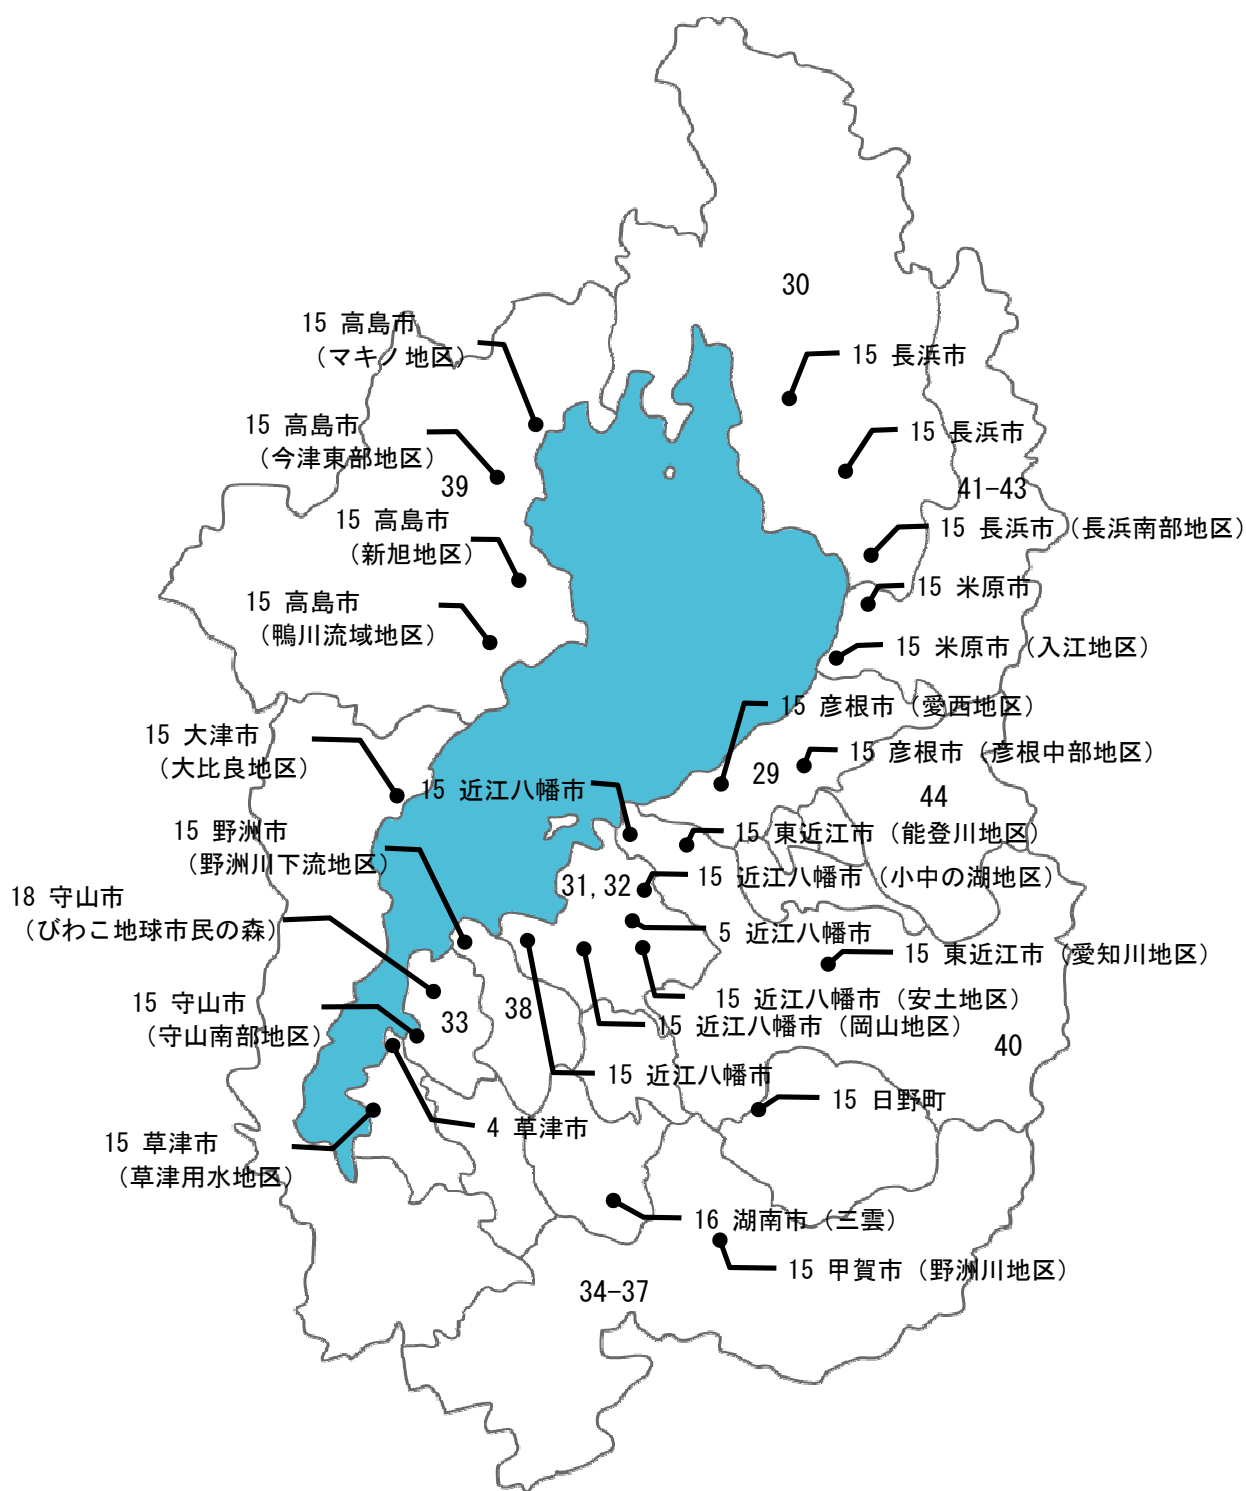 30
15 高島市
(マキノ地区)
15 長浜市
15 高島市
(今津東部地区)
15 長浜市
39
41-43
15 高島市
(新旭地区)
15 長浜市(長浜南部地区)
15 米原市
15 高島市
(鴨川流域地区)
15 米原市(入江地区)
15 彦根市(愛西地区)
15 大津市
(大比良地区)
15 彦根市(彦根中部地区)
29
15 近江八幡市
44
15 野洲市
(野洲川下流地区)
15 東近江市(能登川地区)
31,32
15 近江八幡市(小中の湖地区)
18 守山市
(びわこ地球市民の森)
5 近江八幡市
15 東近江市(愛知川地区)
15 近江八幡市(安土地区)
15 守山市
(守山南部地区)
33
38
15 近江八幡市(岡山地区)
40
15 近江八幡市
15 日野町
4 草津市
15 草津市
(草津用水地区)
16 湖南市(三雲)
15 甲賀市(野洲川地区)
34-37